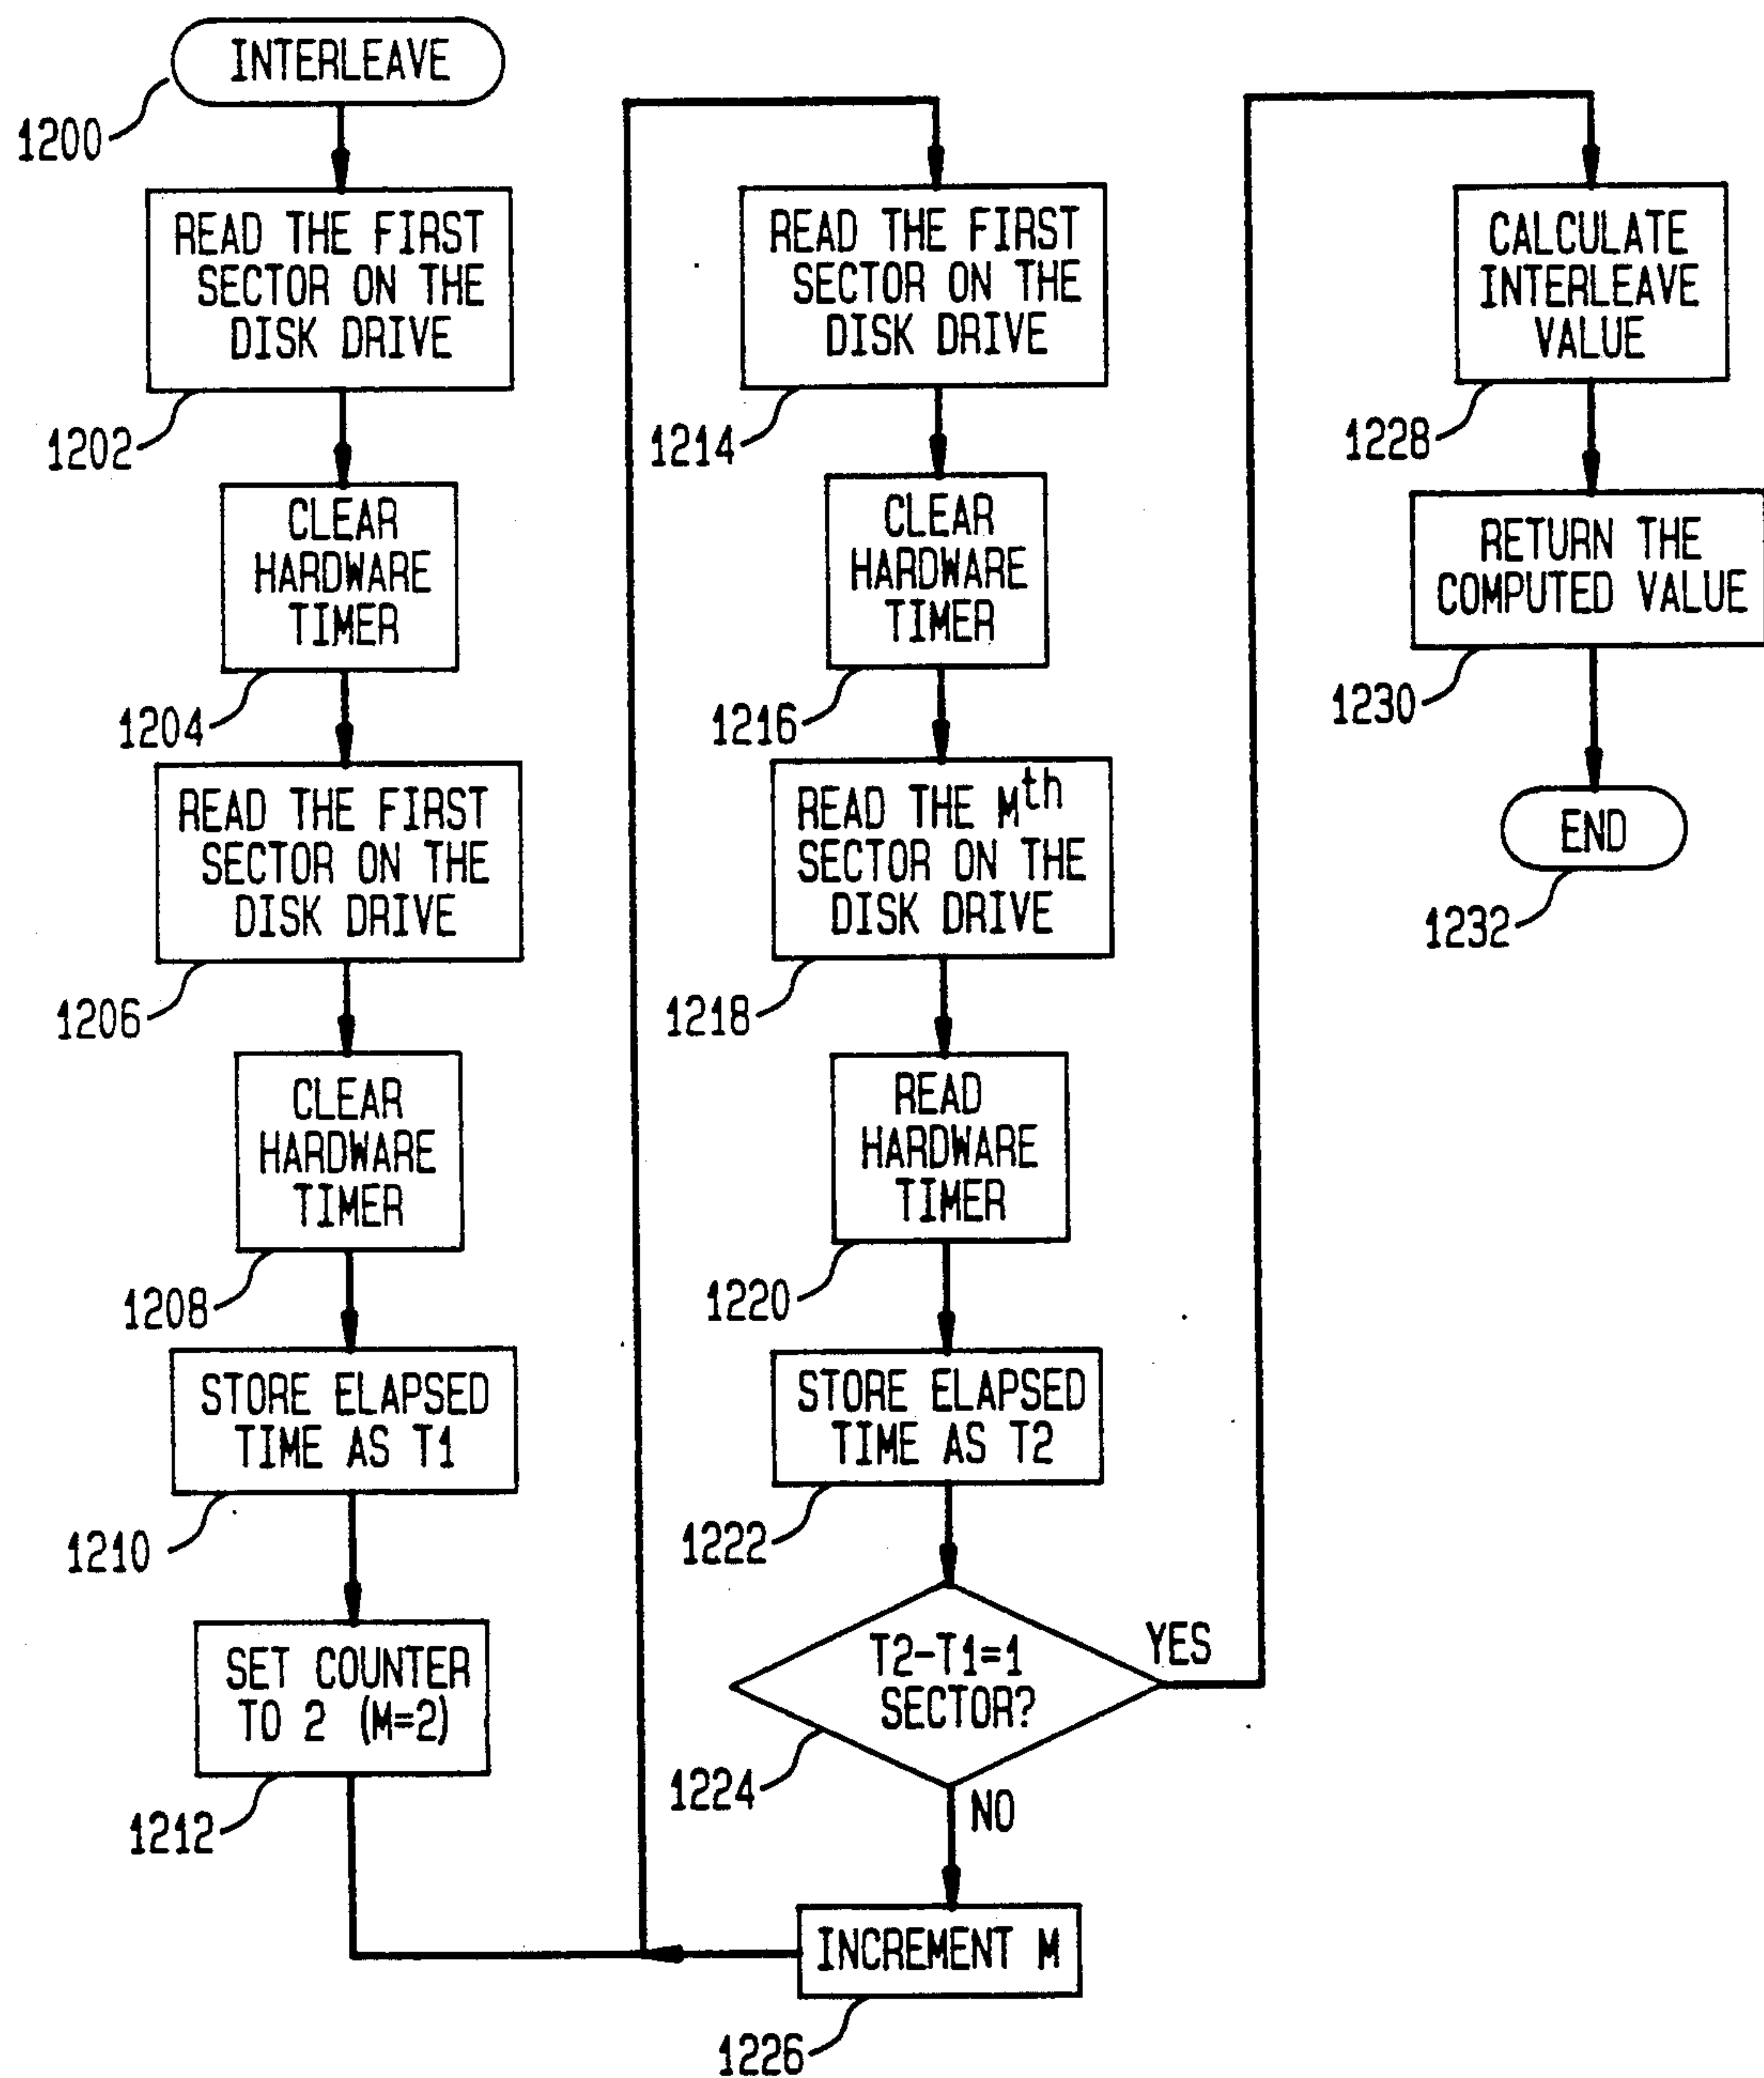 INTERLEAVE
1200
READ THE FIRST
SECTOR ON THE
DISK DRIVE
1202
CLEAR
HARDWARE
TIMER
1204
READ THE FIRST
SECTOR ON THE
DISK DRIVE
1206
CLEAR
HARDWARE
TIMER
1208
STORE ELAPSED
TIME AS T1
1210
SET COUNTER
TO 2 (M=2)
1212
READ THE FIRST
SECTOR ON THE
DISK DRIVE
1214
CLEAR
HARDWARE
TIMER
1216
READ THE Mth
SECTOR ON THE
DISK DRIVE
1218
READ
HARDWARE
TIMER
1220
STORE ELAPSED
TIME AS T2
1222
T2-T1=1
SECTOR?
YES
1224
NO
INCREMENT M
1226
CALCULATE
INTERLEAVE
VALUE
1228
RETURN THE
COMPUTED VALUE
1230
END
1232